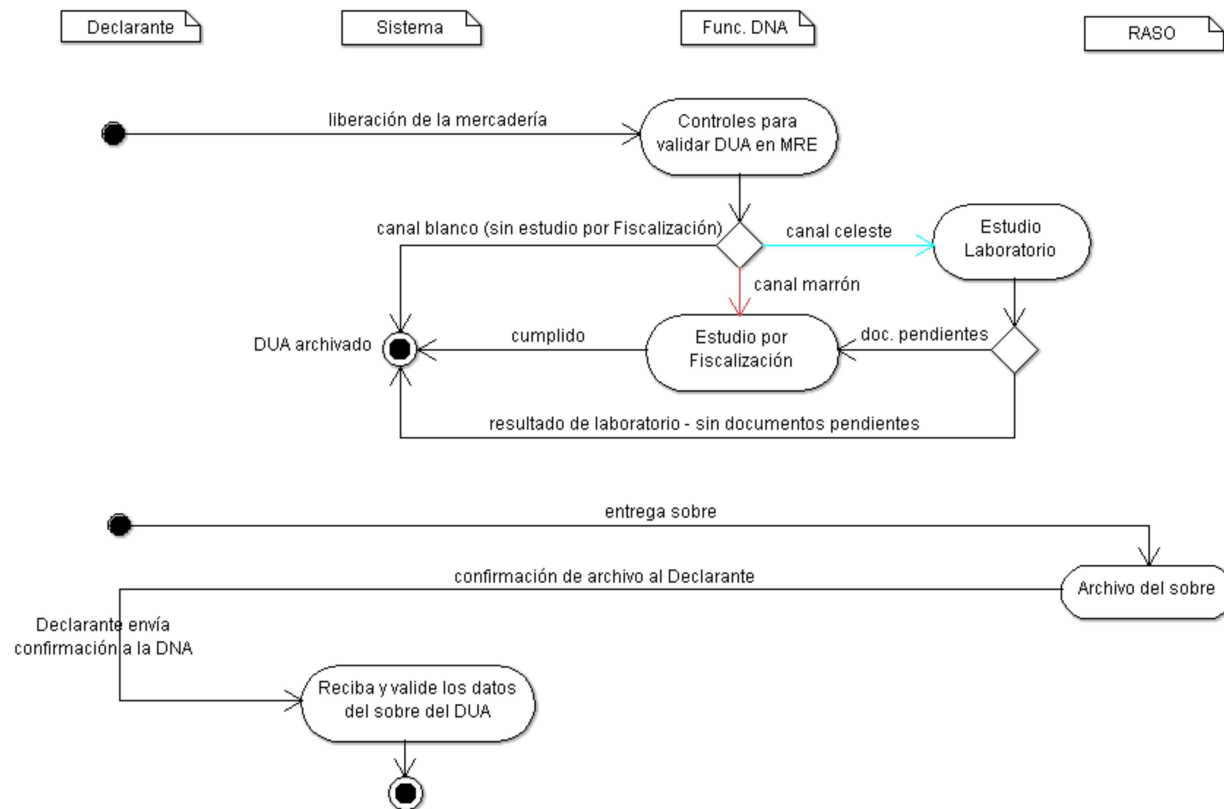 Declarante
Sistema
Func. DNA
RASO
liberación de la mercadería
Controles para
validar DUA en MRE
canal blanco (sin estudio por Fiscalización)
canal celeste
Estudio
Laboratorio
canal marrón
DUA archivado
cumplido
Estudio por
Fiscalización
doc. pendientes
resultado de laboratorio - sin documentos pendientes
entrega sobre
confirmación de archivo al Declarante
Archivo del sobre
Declarante envía
confirmación a la DNA
Reciba y valide los datos
del sobre del DUA